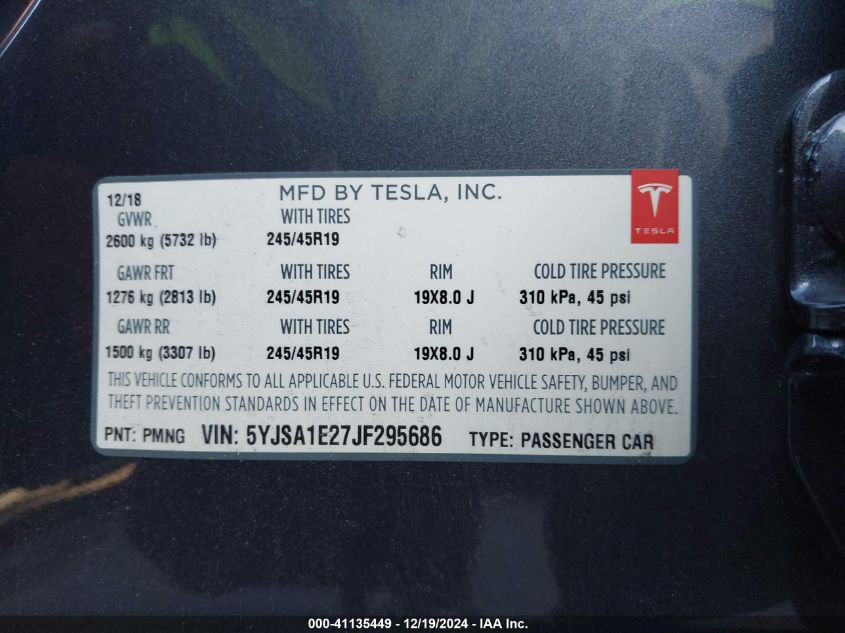 12/18 MFD BY TESLA, INC.
GVWR WITH TIRES
2600 kg (5732 lb) 245/45R19
TESLA
GAWR FRT WITH TIRES RIM COLD TIRE PRESSURE
1276 kg (2813 lb) 245/45R19 19X8.0 J 310 kPa, 45 psi
GAWR RR WITH TIRES RIM COLD TIRE PRESSURE
1500 kg (3307 lb) 245/45R19 19X8.0 J 310 kPa, 45 psi
THIS VEHICLE CONFORMS TO ALL APPLICABLE U.S. FEDERAL MOTOR VEHICLE SAFETY, BUMPER, AND
THEFT PREVENTION STANDARDS IN EFFECT ON THE DATE OF MANUFACTURE SHOWN ABOVE.
PNT: PMNG VIN: 5YJSA1E27JF295686 TYPE: PASSENGER CAR
000-41135449 - 12/19/2024 - IAA Inc.